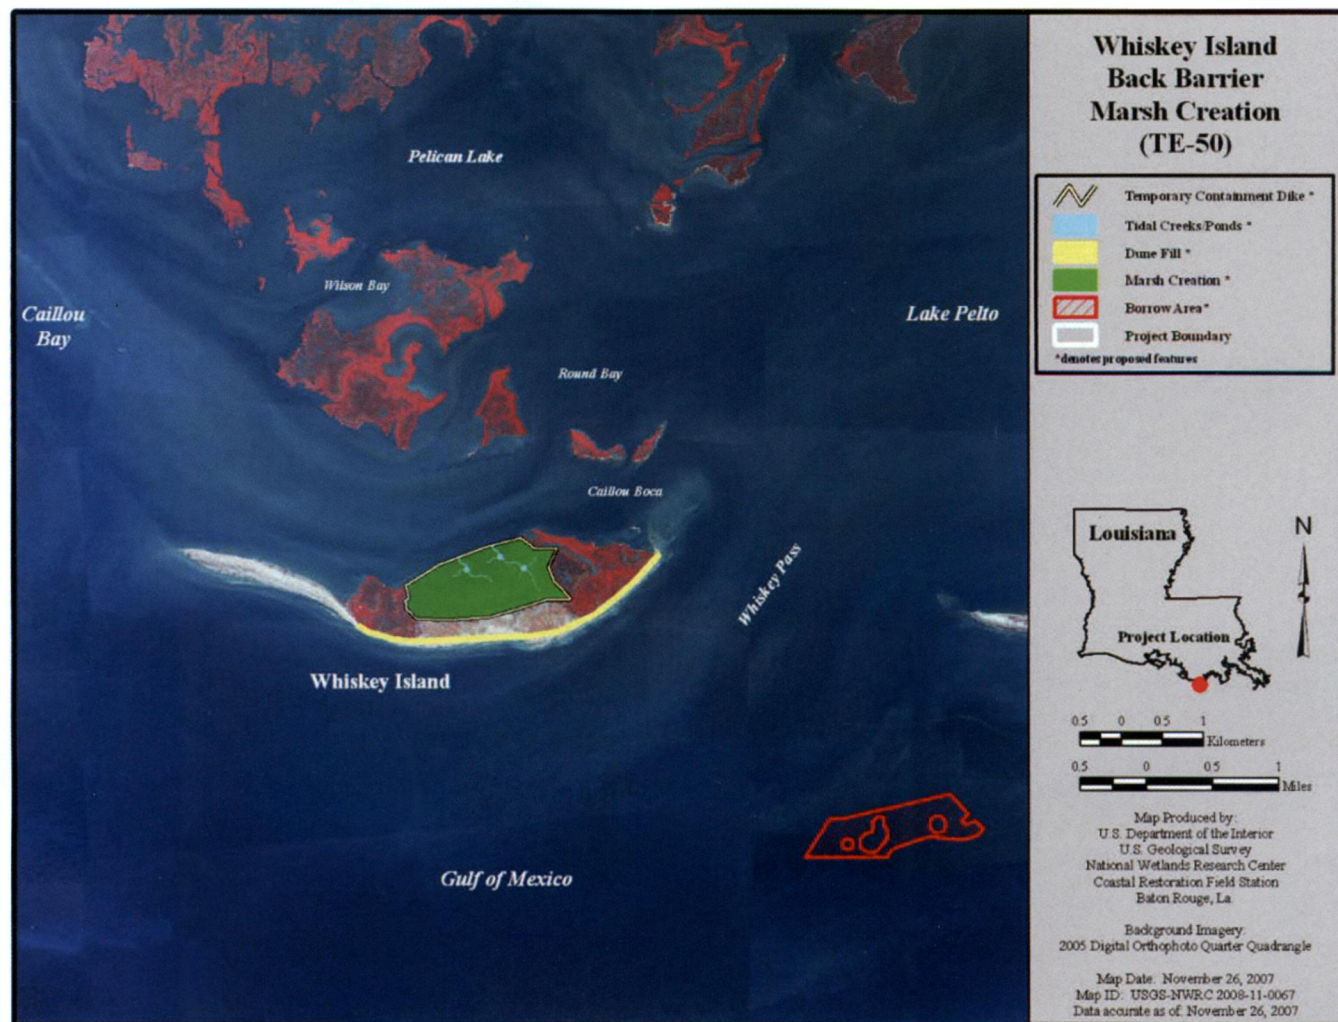 Whiskey Island
Back Barrier
Marsh Creation
(TE-50)
Temporary Containment Dike *
Tidal Creeks/Ponds *
Dune Fill *
Marsh Creation *
Borrow Area*
Project Boundary
*denotes proposed features
Pelican Lake
Wilson Bay
Caillou
Bay
Lake Pelto
Round Bay
Caillou Boca
Whiskey Pass
Whiskey Island
Gulf of Mexico
Louisiana
N
Project Location
0.5 0 0.5 1
Kilometers
0.5 0 0.5 1
Miles
Map Produced by:
U.S. Department of the Interior
U.S. Geological Survey
National Wetlands Research Center
Coastal Restoration Field Station
Baton Rouge, La.
Background Imagery:
2005 Digital Orthophoto Quarter Quadrangle
Map Date: November 26, 2007
Map ID: USGS-NWRC 2008-11-0067
Data accurate as of: November 26, 2007